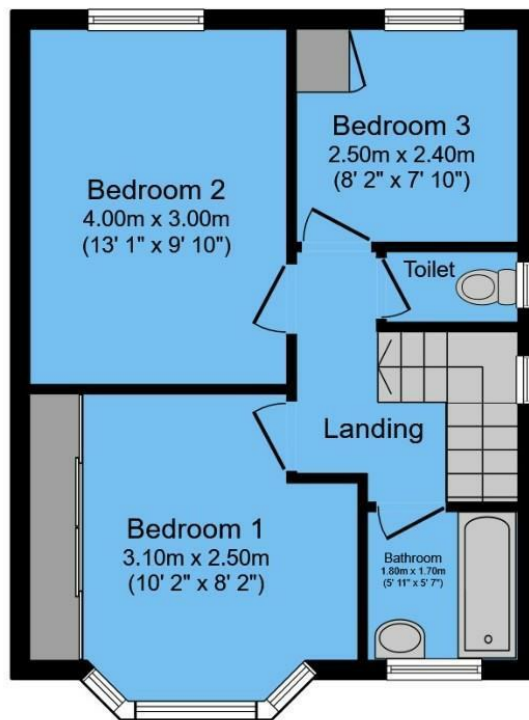 Bedroom 2
4.00m x 3.00m
(13' 1" x 9' 10")
Bedroom 3
2.50m x 2.40m
(8' 2" x 7' 10")
Toilet
Landing
Bedroom 1
3.10m x 2.50m
(10' 2" x 8' 2")
Bathroom
1.80m x 1.70m
(5' 11" x 5' 7")